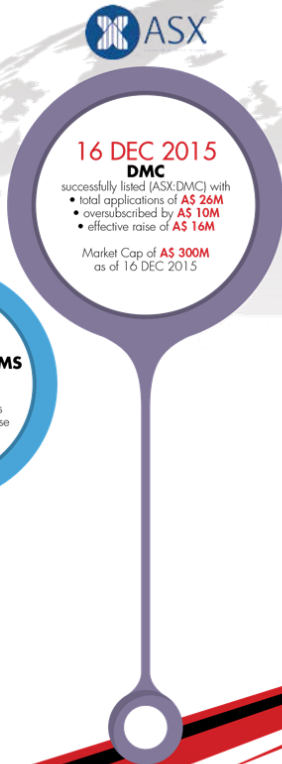 ASX
16 DEC 2015
DMC
successfully listed (ASX:DMC) with
• total applications of A$ 26M
• oversubscribed by A$ 10M
• effective raise of A$ 16M
Market Cap of A$ 300M
as of 16 DEC 2015
MS
s
se